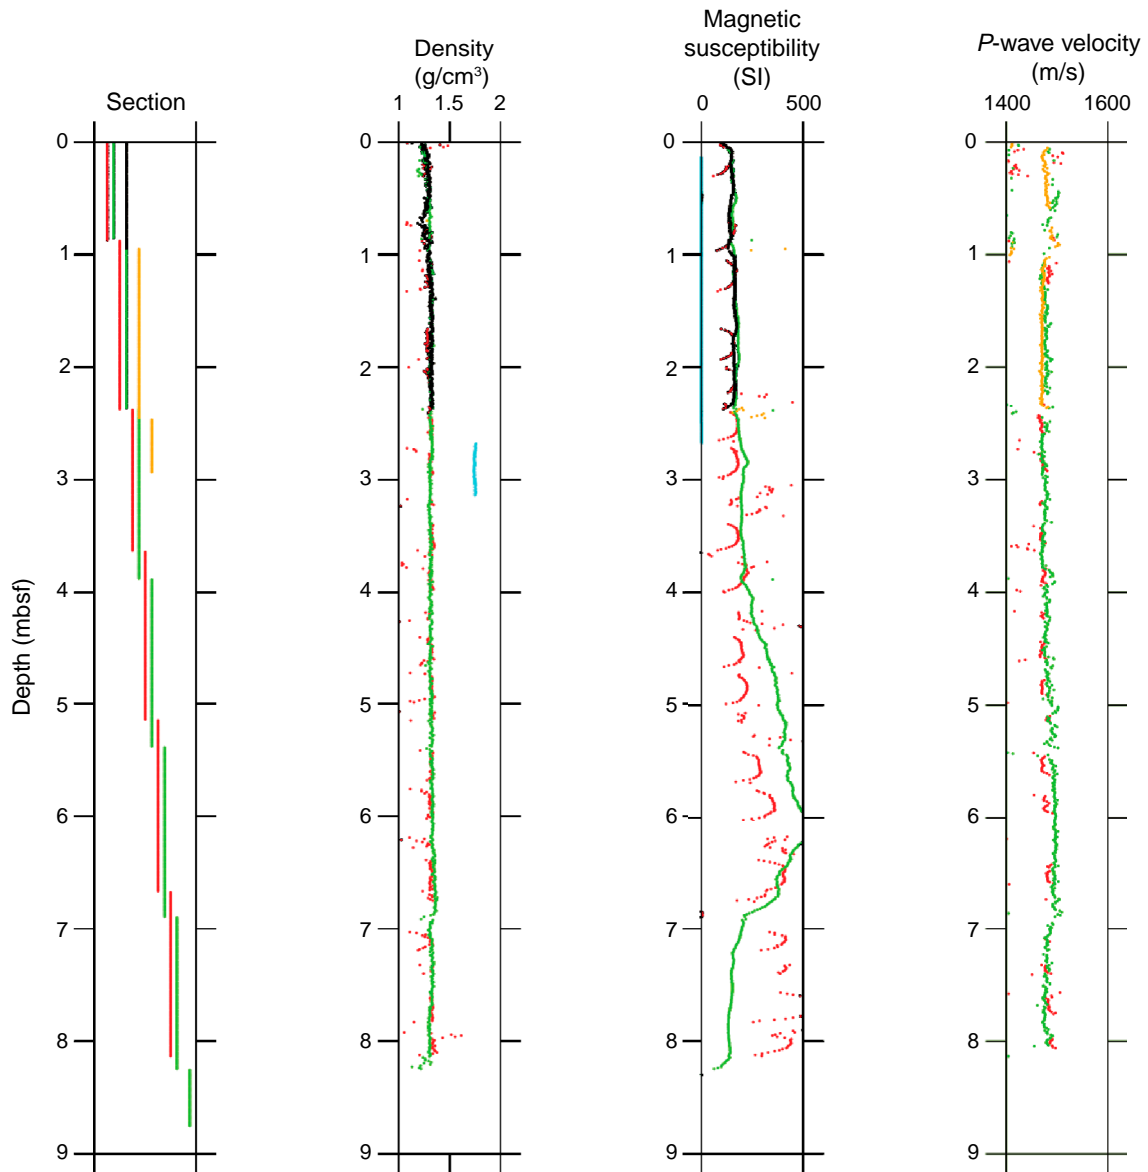 Magnetic
susceptibility
(SI)
Density
(g/cm³)
P-wave velocity
(m/s)
Section
1 1.5 2
0 500
1400 1600
0 0 0 0
1 1 1 1
2 2 2 2
3 3 3 3
4 4 4 4
5 5 5 5
6 6 6 6
7 7 7 7
8 8 8 8
9 9 9 9
Depth (mbsf)